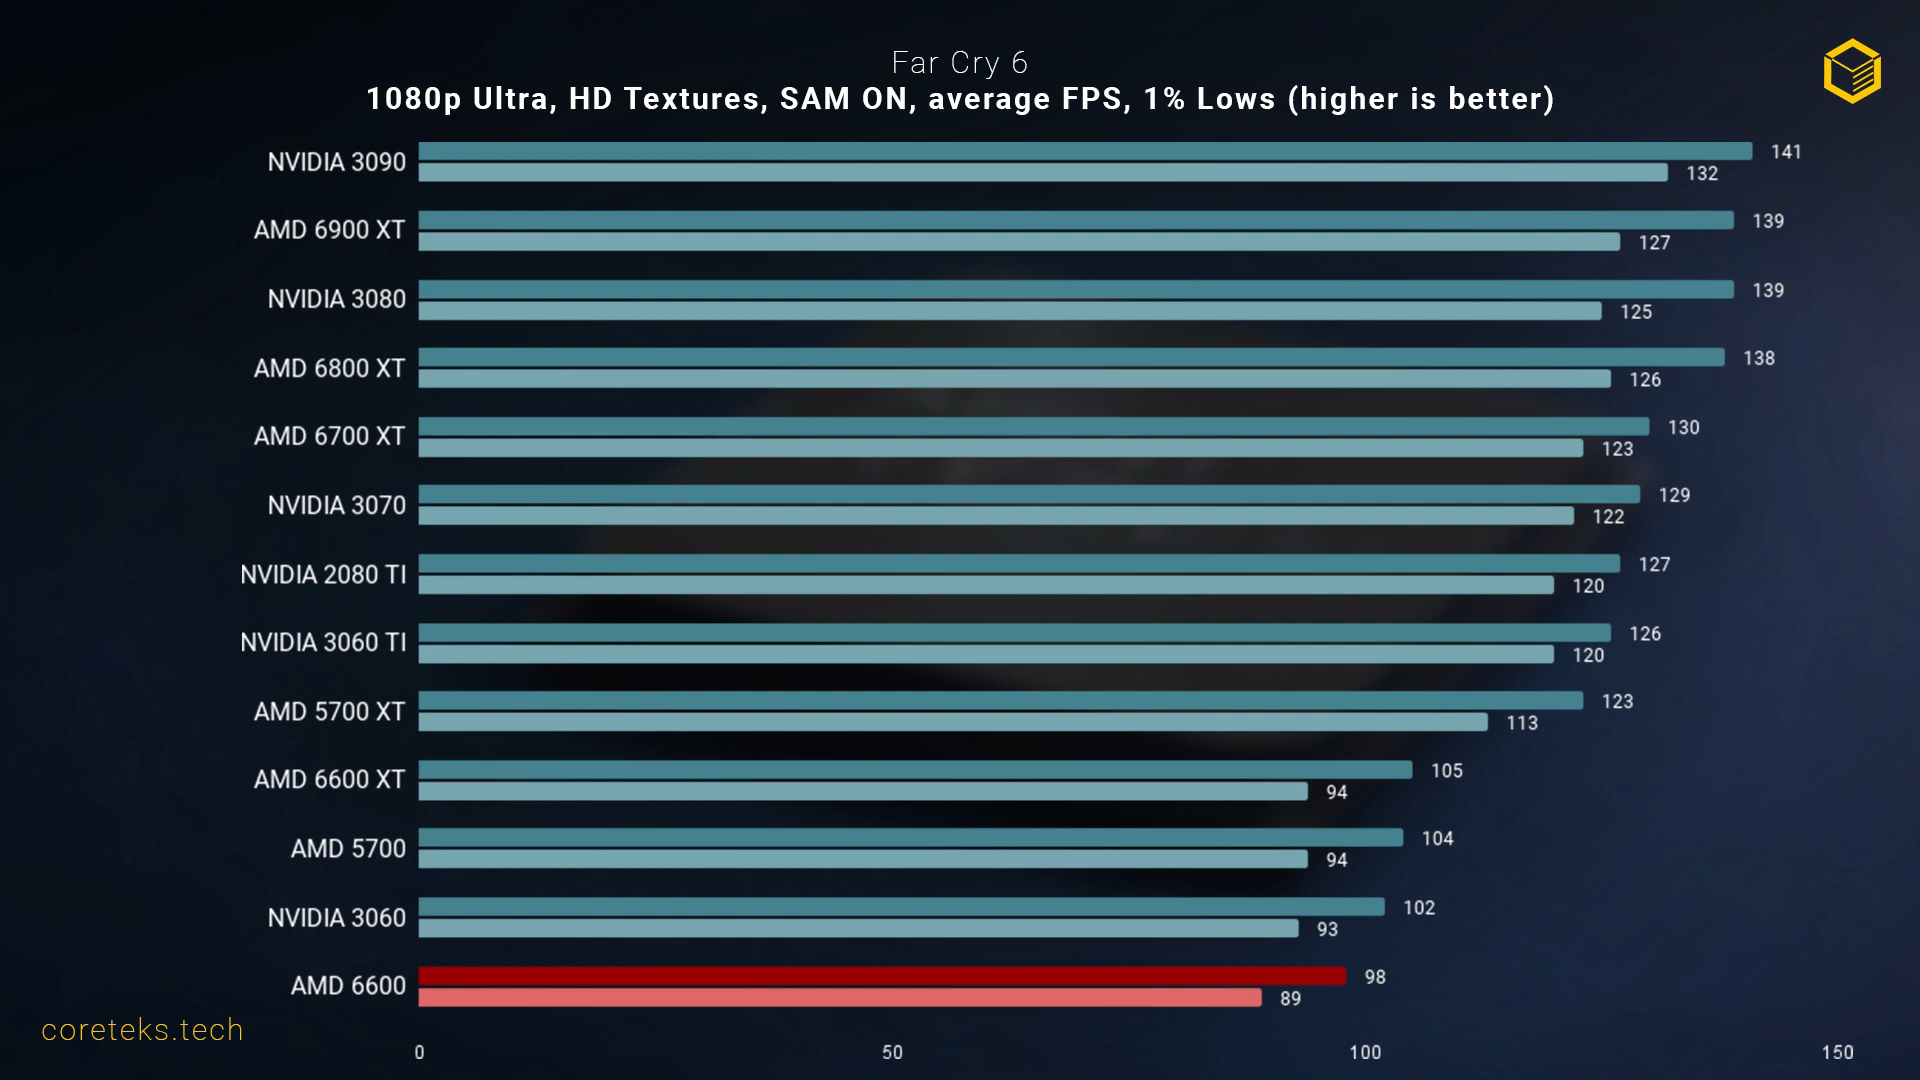 Far Cry 6
1080p Ultra, HD Textures, SAM ON, average FPS, 1% Lows (higher is better)
NVIDIA 3090
141
132
AMD 6900 XT
139
127
NVIDIA 3080
139
125
AMD 6800 XT
138
126
AMD 6700 XT
130
123
NVIDIA 3070
129
122
NVIDIA 2080 TI
127
120
NVIDIA 3060 TI
126
120
AMD 5700 XT
123
113
AMD 6600 XT
105
94
AMD 5700
104
94
NVIDIA 3060
102
93
AMD 6600
98
89
coreteks.tech
0 50 100 150